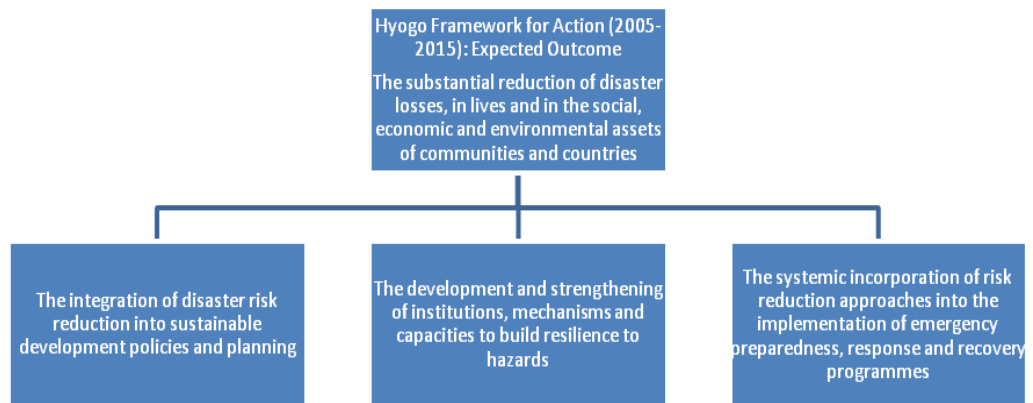 Hyogo Framework for Action (2005-
2015): Expected Outcome
The substantial reduction of disaster
losses, in lives and in the social,
economic and environmental assets
of communities and countries
The integration of disaster risk
reduction into sustainable
development policies and planning
The development and strengthening
of institutions, mechanisms and
capacities to build resilience to
hazards
The systemic incorporation of risk
reduction approaches into the
implementation of emergency
preparedness, response and recovery
programmes